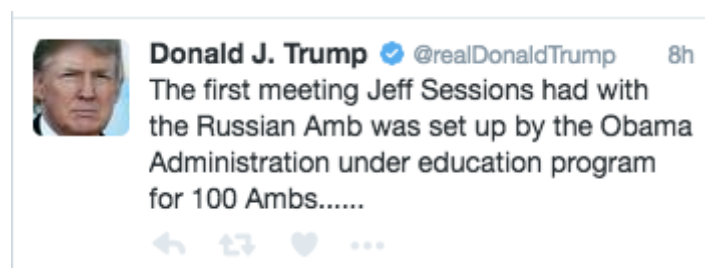 Donald J. Trump @realDonaldTrump 8h
The first meeting Jeff Sessions had with
the Russian Amb was set up by the Obama
Administration under education program
for 100 Ambs......